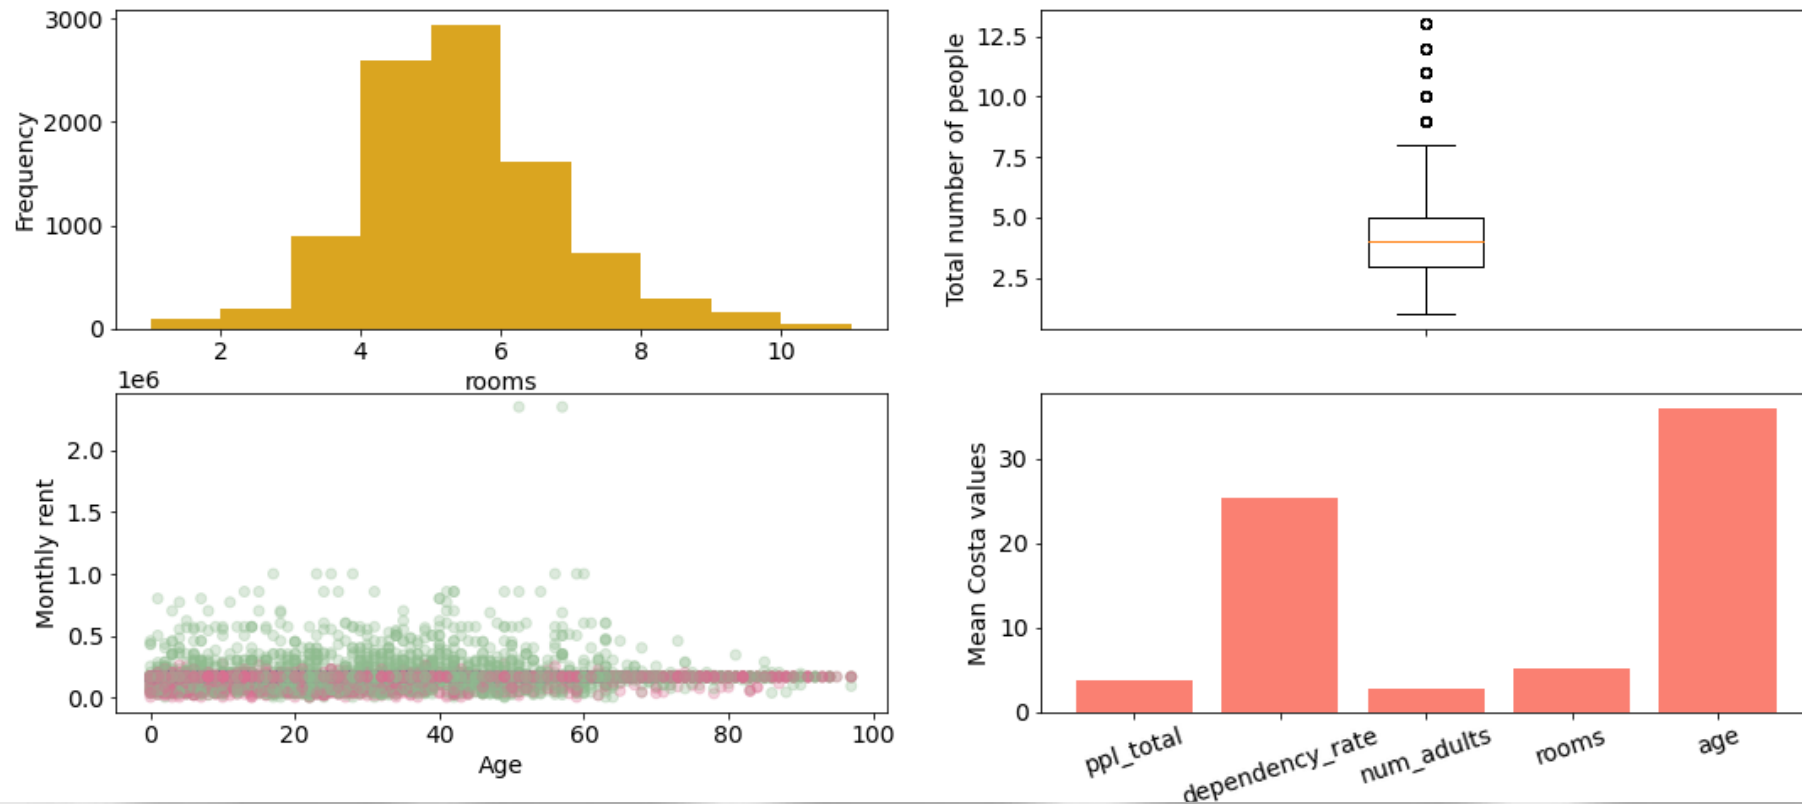 3000
2000
1000
0
Frequency
2 4 6 8 10
rooms
12.5
10.0
7.5
5.0
2.5
Total number of people
1e6
2.0
1.5
1.0
0.5
0.0
Monthly rent
0 20 40 60 80 100
Age
30
20
10
0
Mean Costa values
ppl_total dependency_rate num_adults rooms age